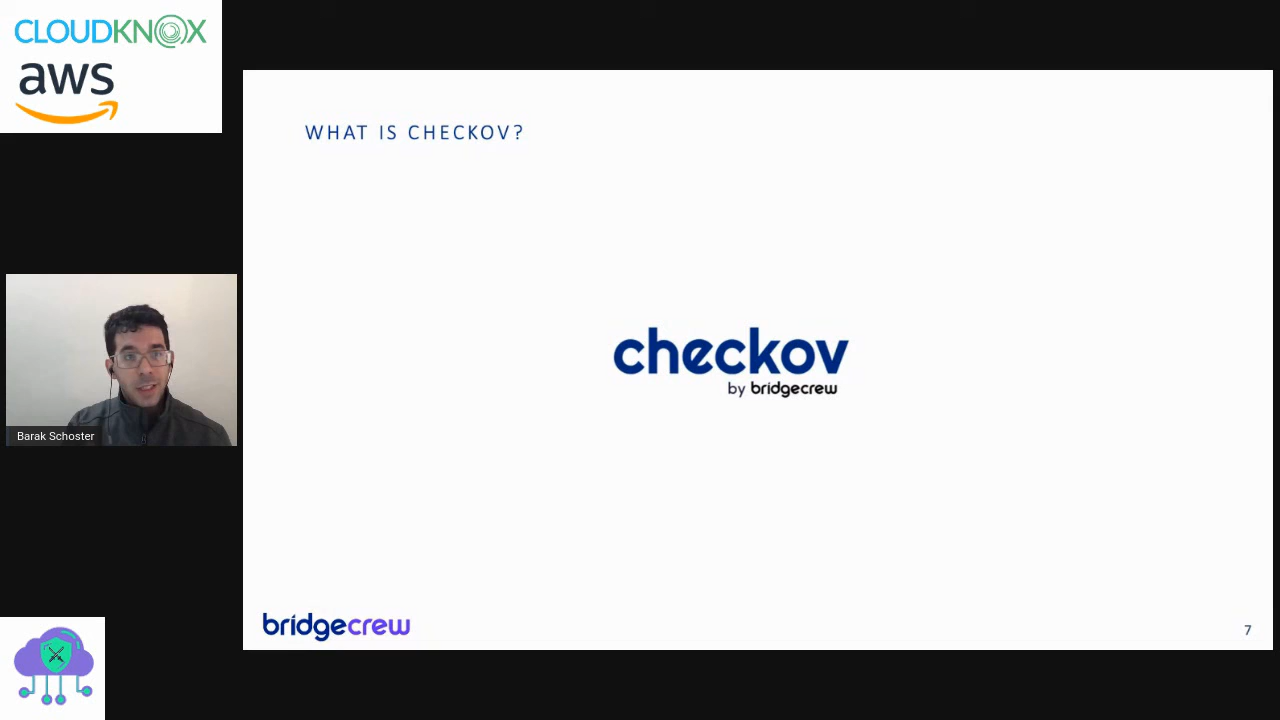 CLOUDKNOX
aws
WHAT IS CHECKOV?
checkov
by bridgecrew
Barak Schoster
bridgecrew
7